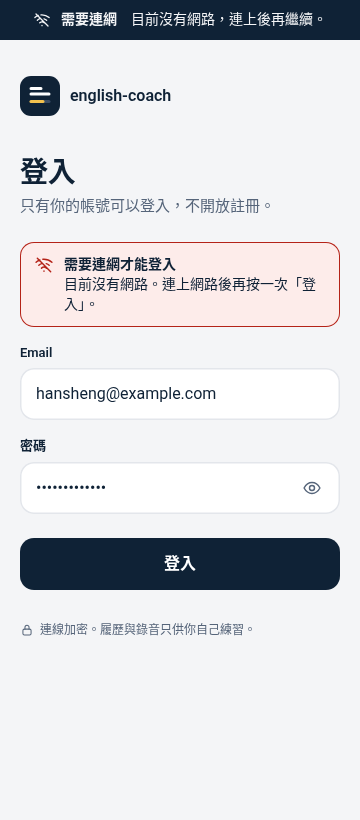 需要連網 目前沒有網路，連上後再繼續。
english-coach
登入
只有你的帳號可以登入，不開放註冊。
需要連網才能登入
目前沒有網路。連上網路後再按一次「登
入」。
Email
hansheng@example.com
密碼
•••••••••••••
登入
連線加密。履歷與錄音只供你自己練習。